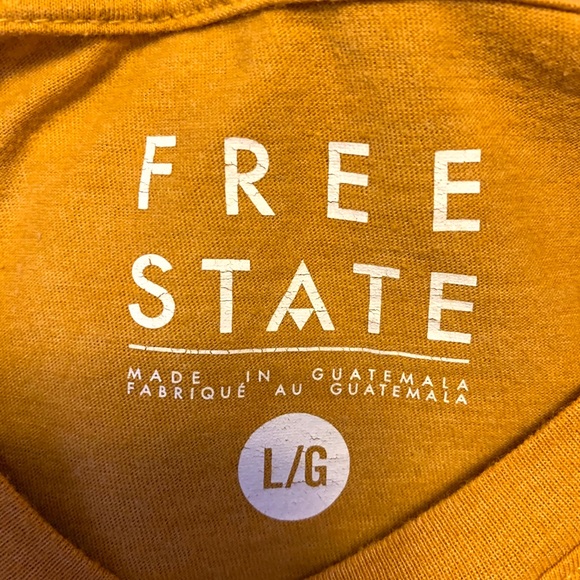 FREE
STATE
MADE IN GUATEMALA
FABRIQUÉ AU GUATEMALA
L/G